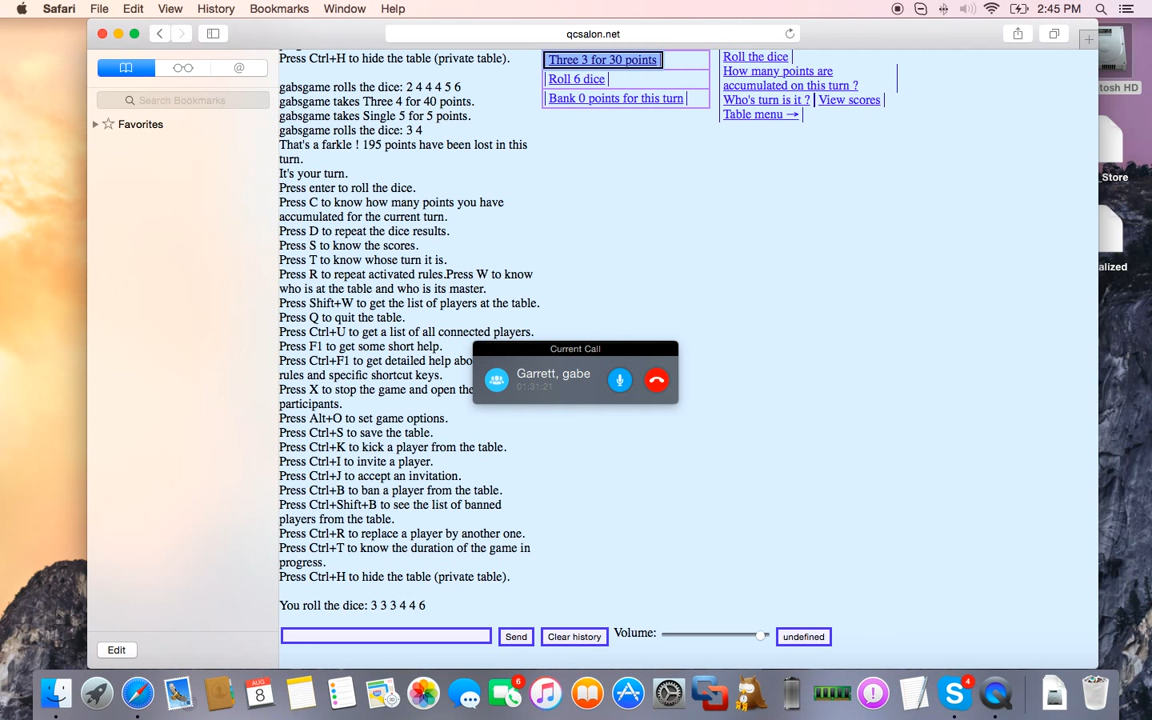 Safari File Edit View History Bookmarks Window Help 2:45 PM
qcsalon.net
Search Bookmarks
Favorites
Edit
Press Ctrl+H to hide the table (private table).
gabsgame rolls the dice: 2 4 4 4 5 6
gabsgame takes Three 4 for 40 points.
gabsgame takes Single 5 for 5 points.
gabsgame rolls the dice: 3 4
That's a farkle ! 195 points have been lost in this
turn.
It's your turn.
Press enter to roll the dice.
Press C to know how many points you have
accumulated for the current turn.
Press D to repeat the dice results.
Press S to know the scores.
Press T to know whose turn it is.
Press R to repeat activated rules.Press W to know
who is at the table and who is its master.
Press Shift+W to get the list of players at the table.
Press Q to quit the table.
Press Ctrl+U to get a list of all connected players.
Press F1 to get some short help.
Press Ctrl+F1 to get detailed help abo
rules and specific shortcut keys.
Press X to stop the game and open the
participants.
Press Alt+O to set game options.
Press Ctrl+S to save the table.
Press Ctrl+K to kick a player from the table.
Press Ctrl+I to invite a player.
Press Ctrl+J to accept an invitation.
Press Ctrl+B to ban a player from the table.
Press Ctrl+Shift+B to see the list of banned
players from the table.
Press Ctrl+R to replace a player by another one.
Press Ctrl+T to know the duration of the game in
progress.
Press Ctrl+H to hide the table (private table).
You roll the dice: 3 3 3 4 4 6
Send Clear history Volume: undefined
Three 3 for 30 points
Roll 6 dice
Bank 0 points for this turn
Roll the dice
How many points are
accumulated on this turn ?
Who's turn is it ? View scores
Table menu →
Current Call
Garrett, gabe
01:31:21
tosh HD
_Store
alized
AUG
8
6
4